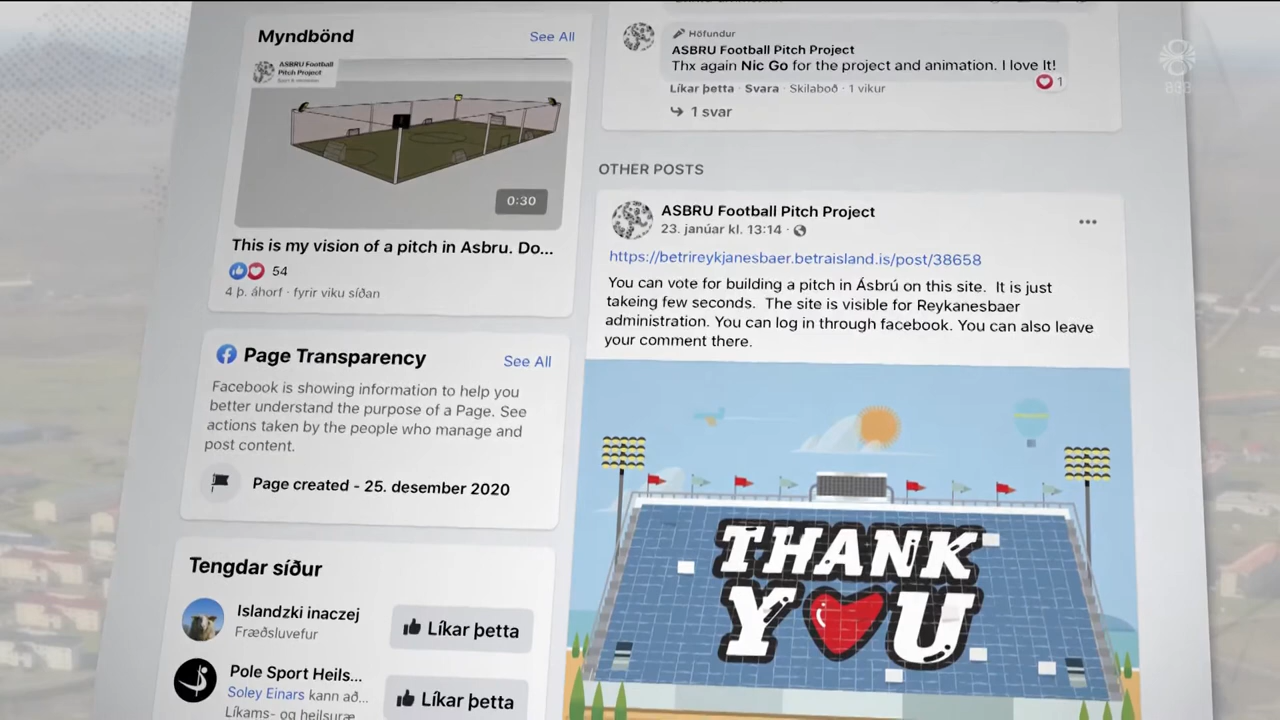 Myndbönd
See All
ASBRU Football
Pitch Project
0:30
This is my vision of a pitch in Asbru. Do...
54
4 þ. áhorf · fyrir viku síðan
Page Transparency
See All
Facebook is showing information to help you
better understand the purpose of a Page. See
actions taken by the people who manage and
post content.
Page created - 25. desember 2020
Tengdar síður
Islandzki inaczej
Fræðsluvefur
Líkar þetta
Pole Sport Heils...
Soley Einars kann að...
Líkams- og heilsuræ
Líkar þetta
Höfundur
ASBRU Football Pitch Project
Thx again Nic Go for the project and animation. I love It!
1
Líkar þetta · Svara · Skilaboð · 1 vikur
1 svar
OTHER POSTS
ASBRU Football Pitch Project
23. janúar kl. 13:14 ·
https://betrireykjanesbaer.betraisland.is/post/38658
You can vote for building a pitch in Ásbrú on this site. It is just
takeing few seconds. The site is visible for Reykanesbaer
administration. You can log in through facebook. You can also leave
your comment there.
THANK
YOU